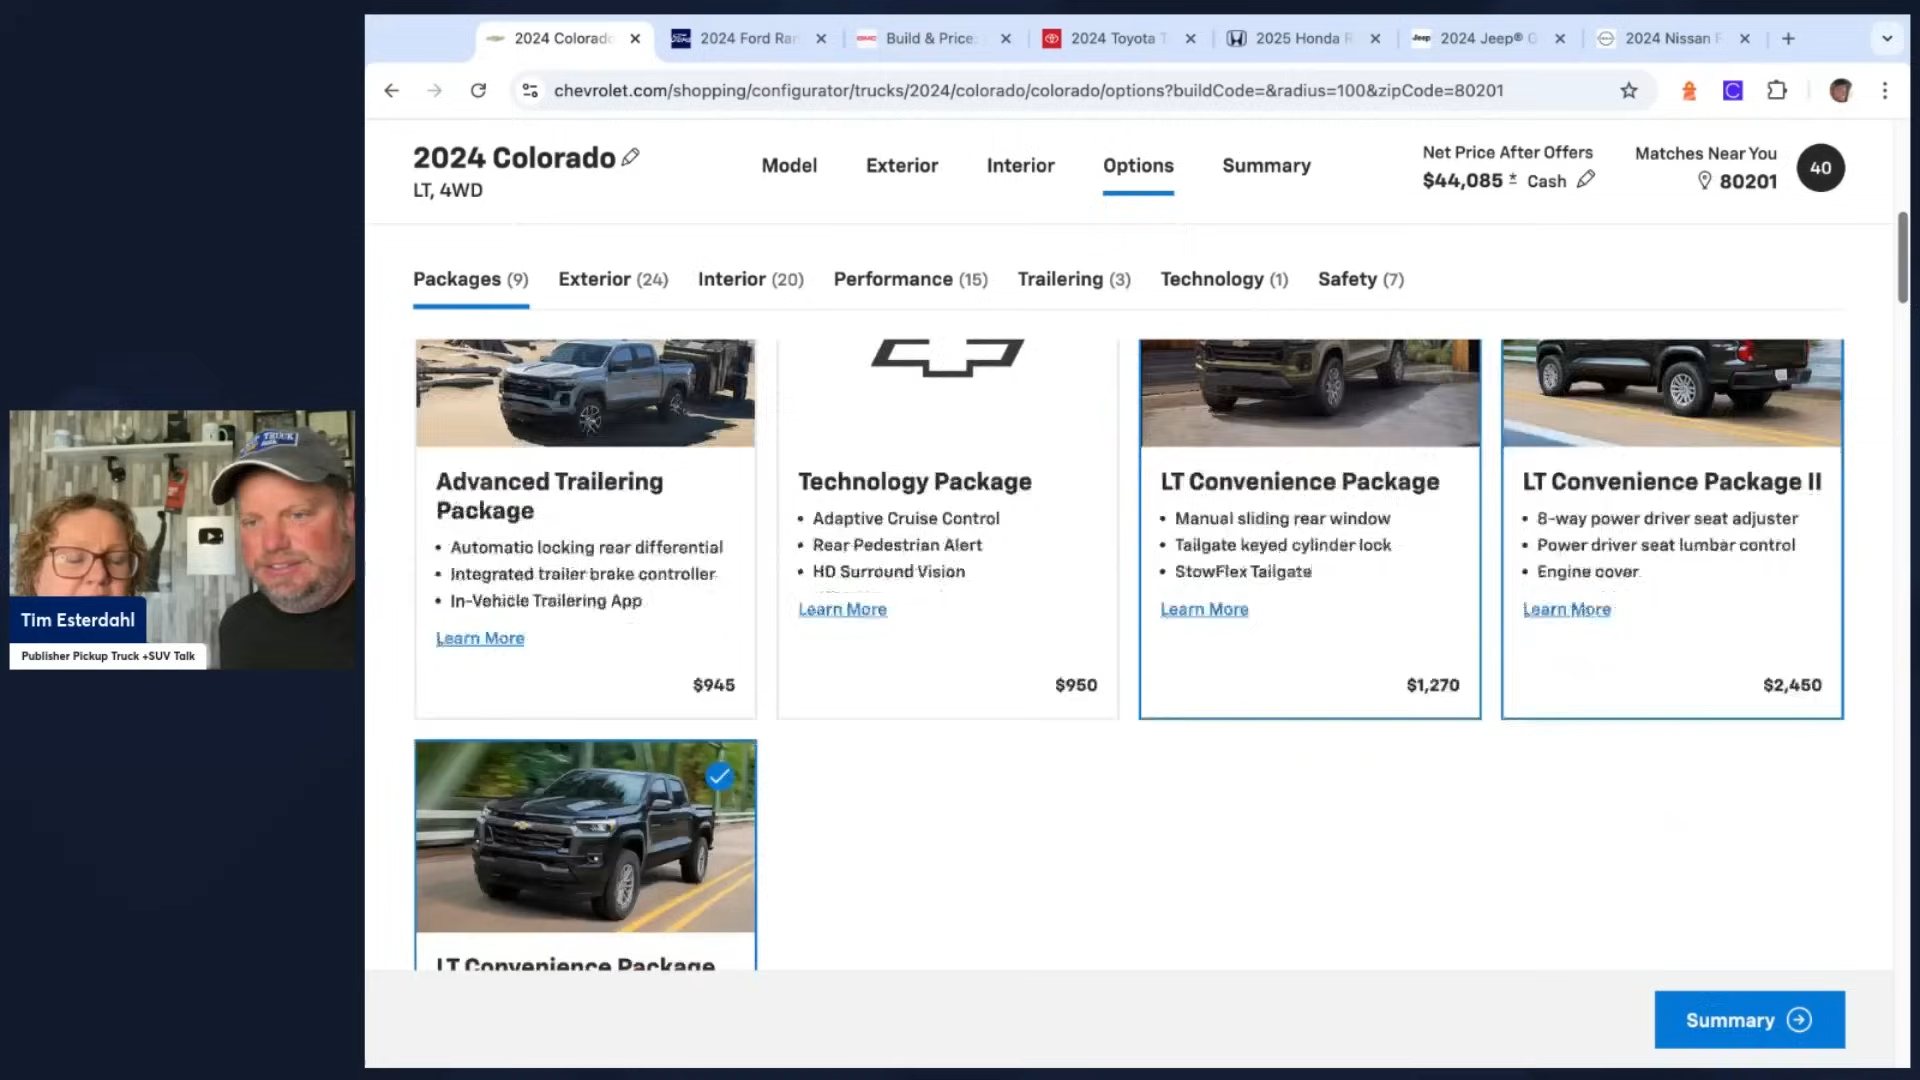 2024 Colorado
2024 Ford Ran
Build & Price:
2024 Toyota T
2025 Honda R
Jeep
2024 Jeep® G
2024 Nissan F
chevrolet.com/shopping/configurator/trucks/2024/colorado/colorado/options?buildCode=&radius=100&zipCode=80201
2024 Colorado
LT, 4WD
Model
Exterior
Interior
Options
Summary
Net Price After Offers
$44,085 * Cash
Matches Near You
80201
40
Packages (9)
Exterior (24)
Interior (20)
Performance (15)
Trailering (3)
Technology (1)
Safety (7)
Advanced Trailering
Package
• Automatic locking rear differential
• Integrated trailer brake controller
• In-Vehicle Trailering App
Learn More
$945
Technology Package
• Adaptive Cruise Control
• Rear Pedestrian Alert
• HD Surround Vision
Learn More
$950
LT Convenience Package
• Manual sliding rear window
• Tailgate keyed cylinder lock
• StowFlex Tailgate
Learn More
$1,270
LT Convenience Package II
• 8-way power driver seat adjuster
• Power driver seat lumbar control
• Engine cover
Learn More
$2,450
LT Convenience Package
Summary
TRUCK
Tim Esterdahl
Publisher Pickup Truck +SUV Talk